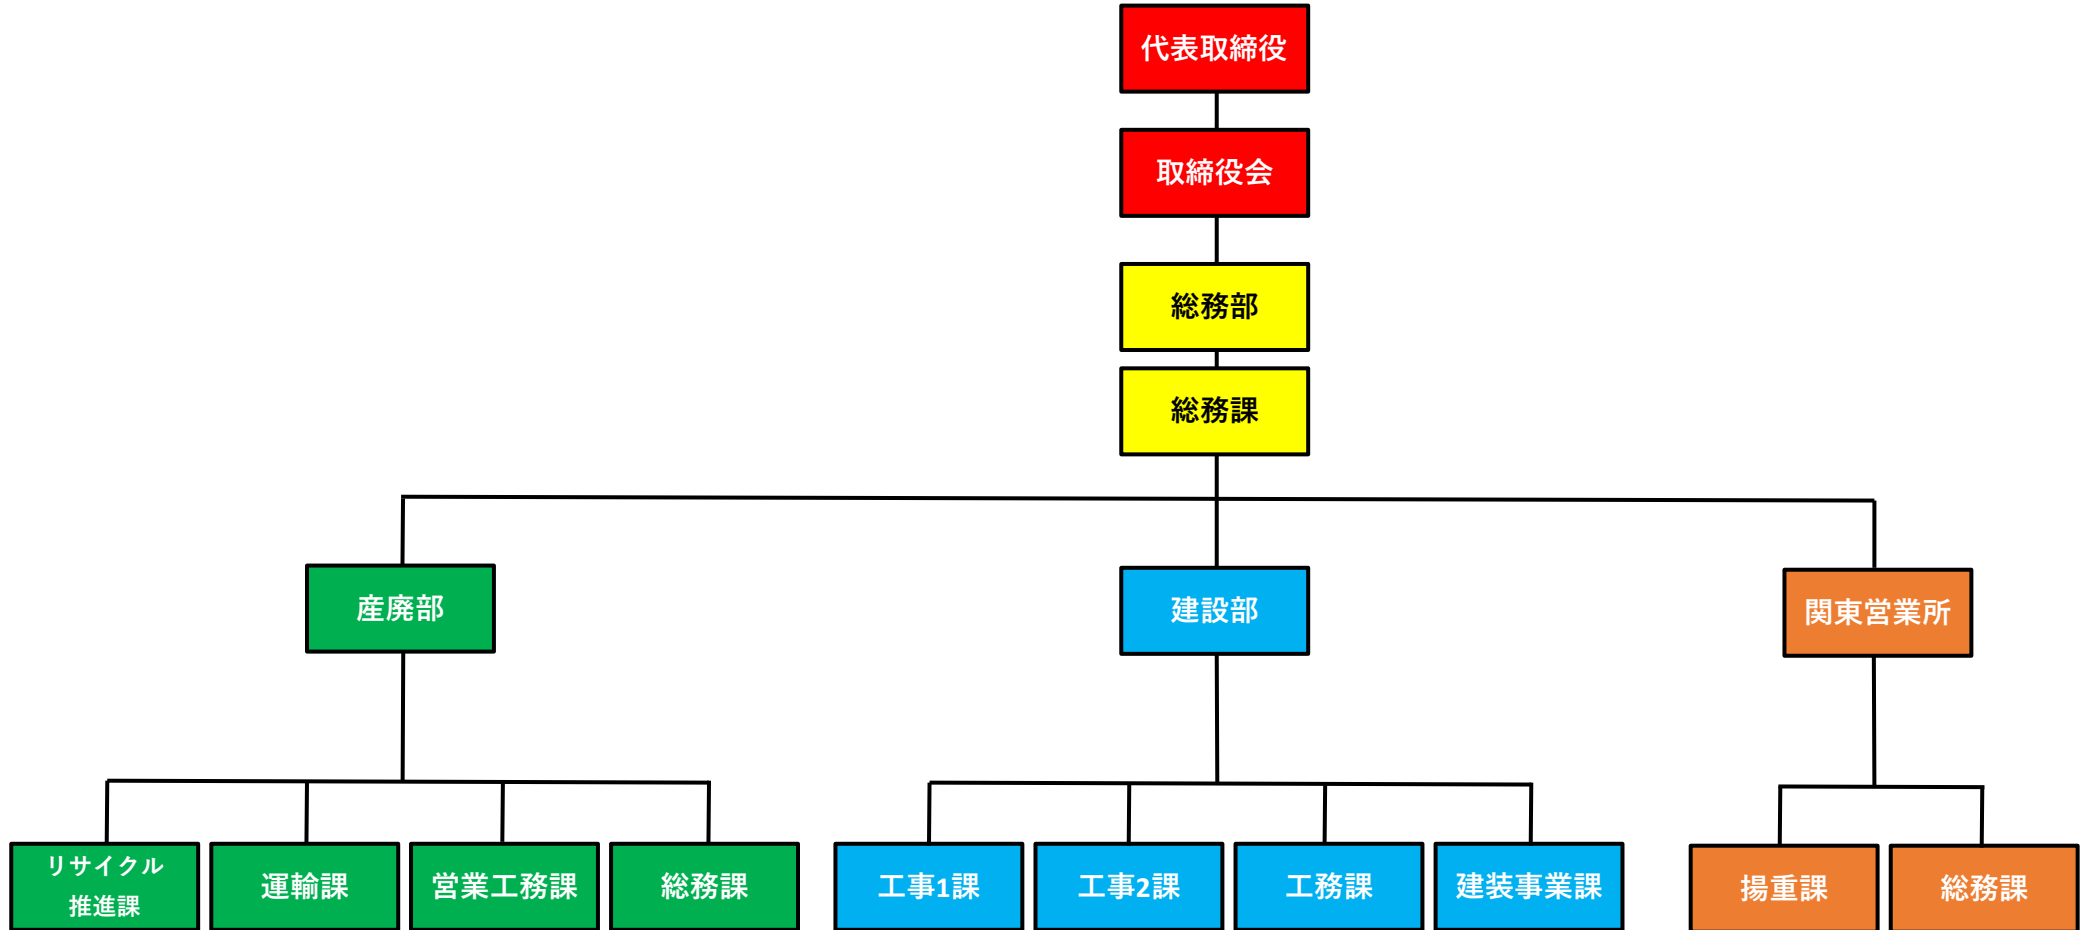 代表取締役
取締役会
総務部
総務課
産廃部
建設部
関東営業所
リサイクル
推進課
運輸課
営業工務課
総務課
工事1課
工事2課
工務課
建装事業課
揚重課
総務課